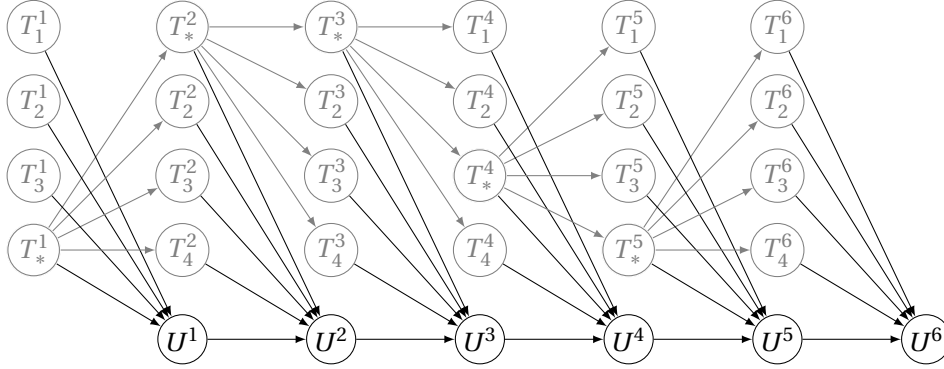 T_1^1 T_*^2 T_*^3 T_1^4 T_1^5 T_1^6
T_2^1 T_2^2 T_2^3 T_2^4 T_2^5 T_2^6
T_3^1 T_3^2 T_3^3 T_*^4 T_3^5 T_3^6
T_*^1 T_4^2 T_4^3 T_4^4 T_*^5 T_4^6
U^1 U^2 U^3 U^4 U^5 U^6